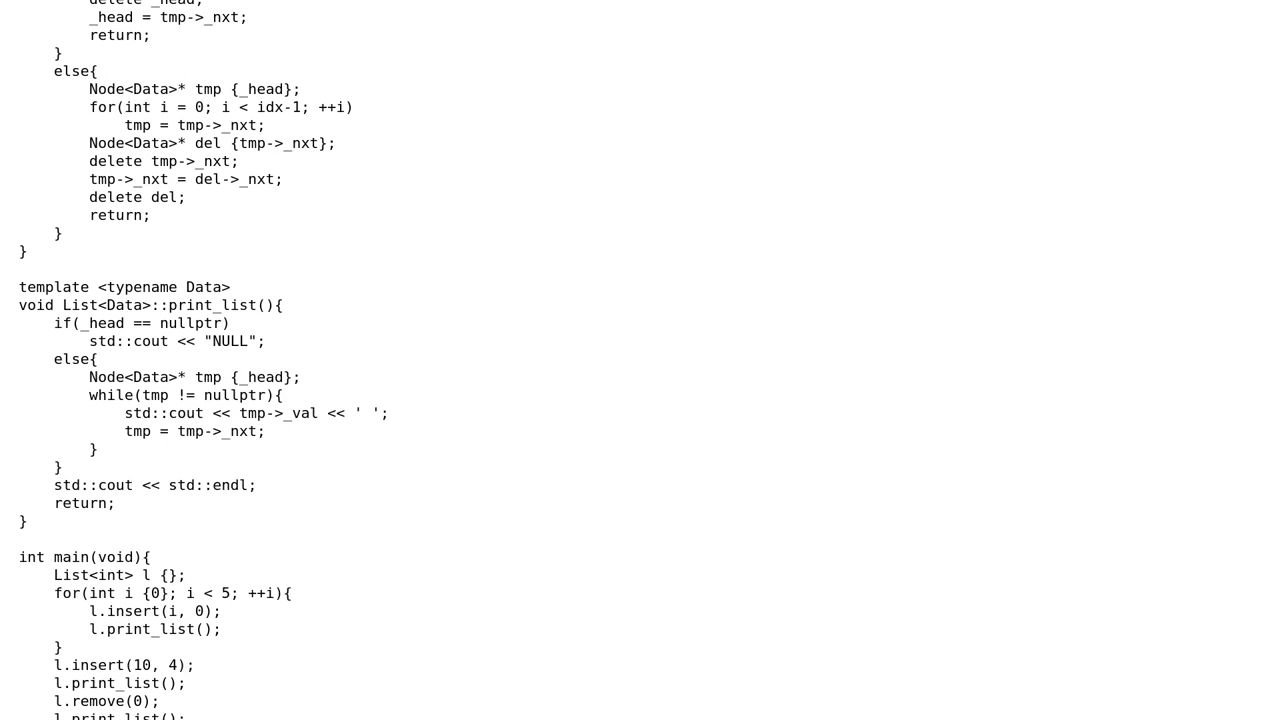 delete _head;
        _head = tmp->_nxt;
        return;
    }
    else{
        Node<Data>* tmp {_head};
        for(int i = 0; i < idx-1; ++i)
            tmp = tmp->_nxt;
        Node<Data>* del {tmp->_nxt};
        delete tmp->_nxt;
        tmp->_nxt = del->_nxt;
        delete del;
        return;
    }
}

template <typename Data>
void List<Data>::print_list(){
    if(_head == nullptr)
        std::cout << "NULL";
    else{
        Node<Data>* tmp {_head};
        while(tmp != nullptr){
            std::cout << tmp->_val << ' ';
            tmp = tmp->_nxt;
        }
    }
    std::cout << std::endl;
    return;
}

int main(void){
    List<int> l {};
    for(int i {0}; i < 5; ++i){
        l.insert(i, 0);
        l.print_list();
    }
    l.insert(10, 4);
    l.print_list();
    l.remove(0);
    l.print_list();